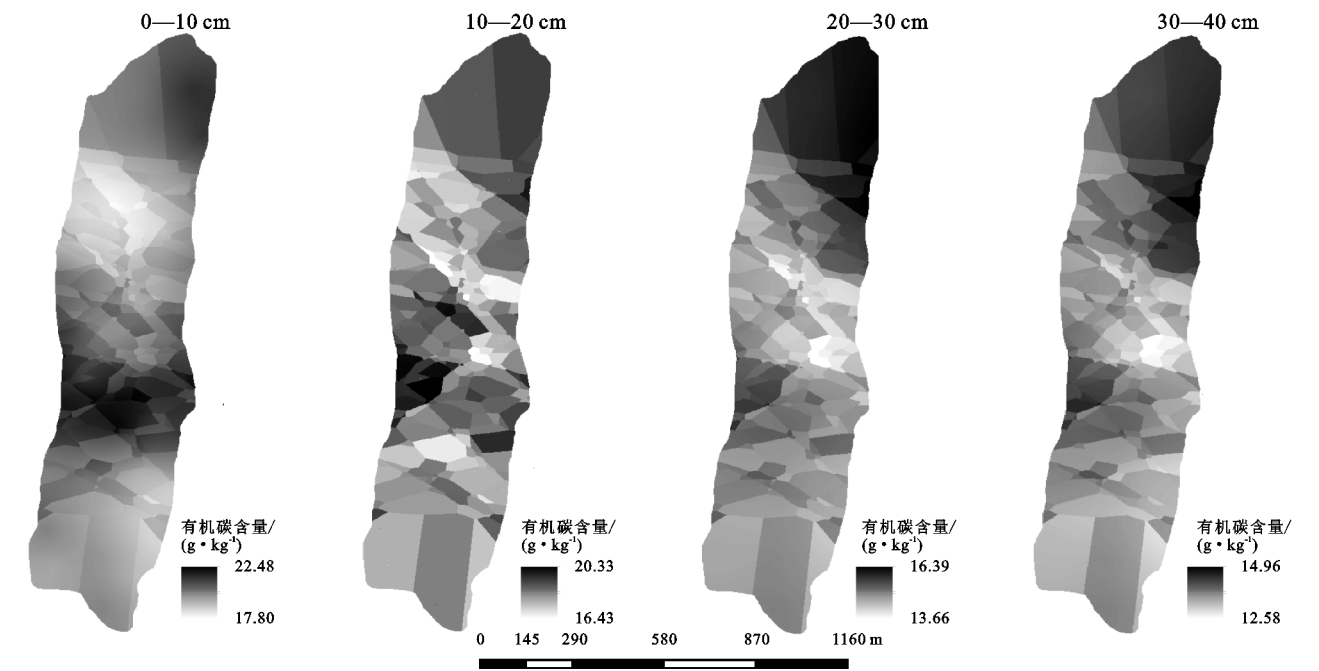 0—10 cm
10—20 cm
20—30 cm
30—40 cm
有机碳含量/
(g·kg⁻¹)
22.48
17.80
有机碳含量/
(g·kg⁻¹)
20.33
16.43
有机碳含量/
(g·kg⁻¹)
16.39
13.66
有机碳含量/
(g·kg⁻¹)
14.96
12.58
0 145 290 580 870 1160 m